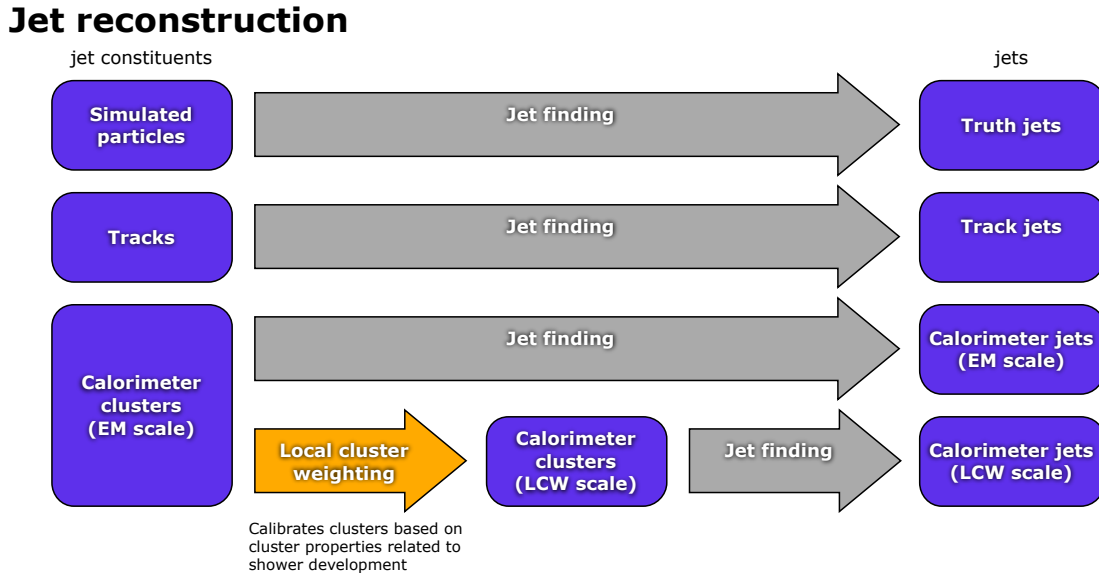 Jet reconstruction
jet constituents
jets
Simulated
particles
Jet finding
Truth jets
Tracks
Jet finding
Track jets
Calorimeter
clusters
(EM scale)
Jet finding
Calorimeter jets
(EM scale)
Local cluster
weighting
Calorimeter
clusters
(LCW scale)
Jet finding
Calorimeter jets
(LCW scale)
Calibrates clusters based on
cluster properties related to
shower development